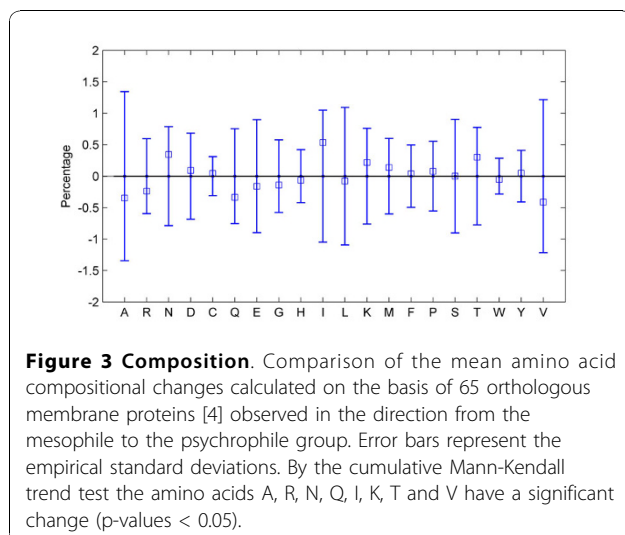 2
1.5
1
0.5
0
-0.5
-1
-1.5
-2
Percentage
A R N D C Q E G H I L K M F P S T W Y V
Figure 3 Composition. Comparison of the mean amino acid
compositional changes calculated on the basis of 65 orthologous
membrane proteins [4] observed in the direction from the
mesophile to the psychrophile group. Error bars represent the
empirical standard deviations. By the cumulative Mann-Kendall
trend test the amino acids A, R, N, Q, I, K, T and V have a significant
change (p-values < 0.05).